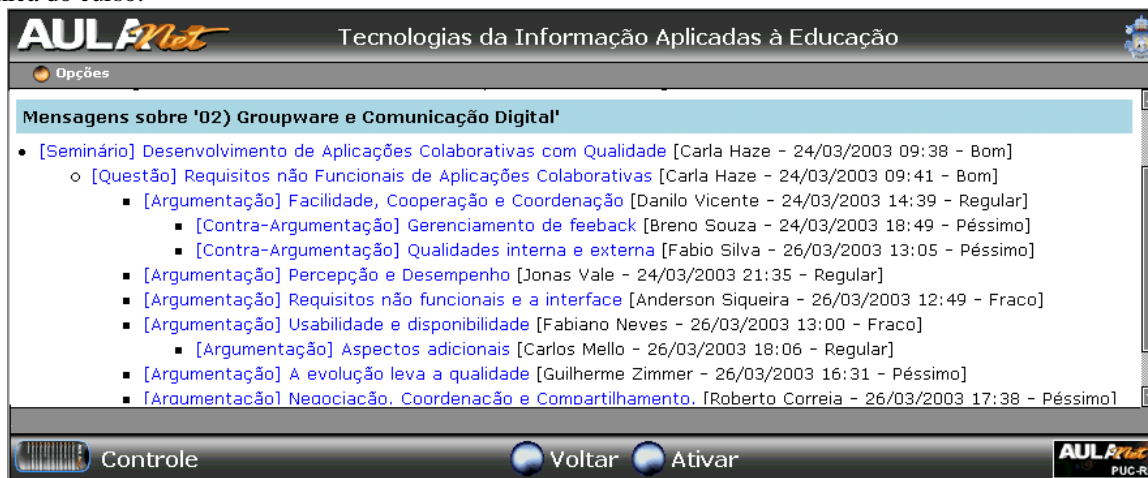 AULANet Tecnologias da Informação Aplicadas à Educação
Opções
Mensagens sobre '02) Groupware e Comunicação Digital'
• [Seminário] Desenvolvimento de Aplicações Colaborativas com Qualidade [Carla Haze - 24/03/2003 09:38 - Bom]
o [Questão] Requisitos não Funcionais de Aplicações Colaborativas [Carla Haze - 24/03/2003 09:41 - Bom]
▪ [Argumentação] Facilidade, Cooperação e Coordenação [Danilo Vicente - 24/03/2003 14:39 - Regular]
▪ [Contra-Argumentação] Gerenciamento de feeback [Breno Souza - 24/03/2003 18:49 - Péssimo]
▪ [Contra-Argumentação] Qualidades interna e externa [Fabio Silva - 26/03/2003 13:05 - Péssimo]
▪ [Argumentação] Percepção e Desempenho [Jonas Vale - 24/03/2003 21:35 - Regular]
▪ [Argumentação] Requisitos não funcionais e a interface [Anderson Siqueira - 26/03/2003 12:49 - Fraco]
▪ [Argumentação] Usabilidade e disponibilidade [Fabiano Neves - 26/03/2003 13:00 - Fraco]
▪ [Argumentação] Aspectos adicionais [Carlos Mello - 26/03/2003 18:06 - Regular]
▪ [Argumentação] A evolução leva a qualidade [Guilherme Zimmer - 26/03/2003 16:31 - Péssimo]
▪ [Argumentação] Negociação, Coordenação e Compartilhamento. [Roberto Correia - 26/03/2003 17:38 - Péssimo]
Controle Voltar Ativar AULANet
PUC-R